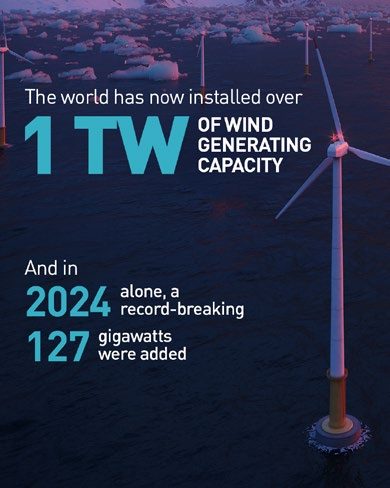 The world has now installed over
1 TW
OF WIND
GENERATING
CAPACITY
And in
2024
alone, a
record-breaking
127
gigawatts
were added